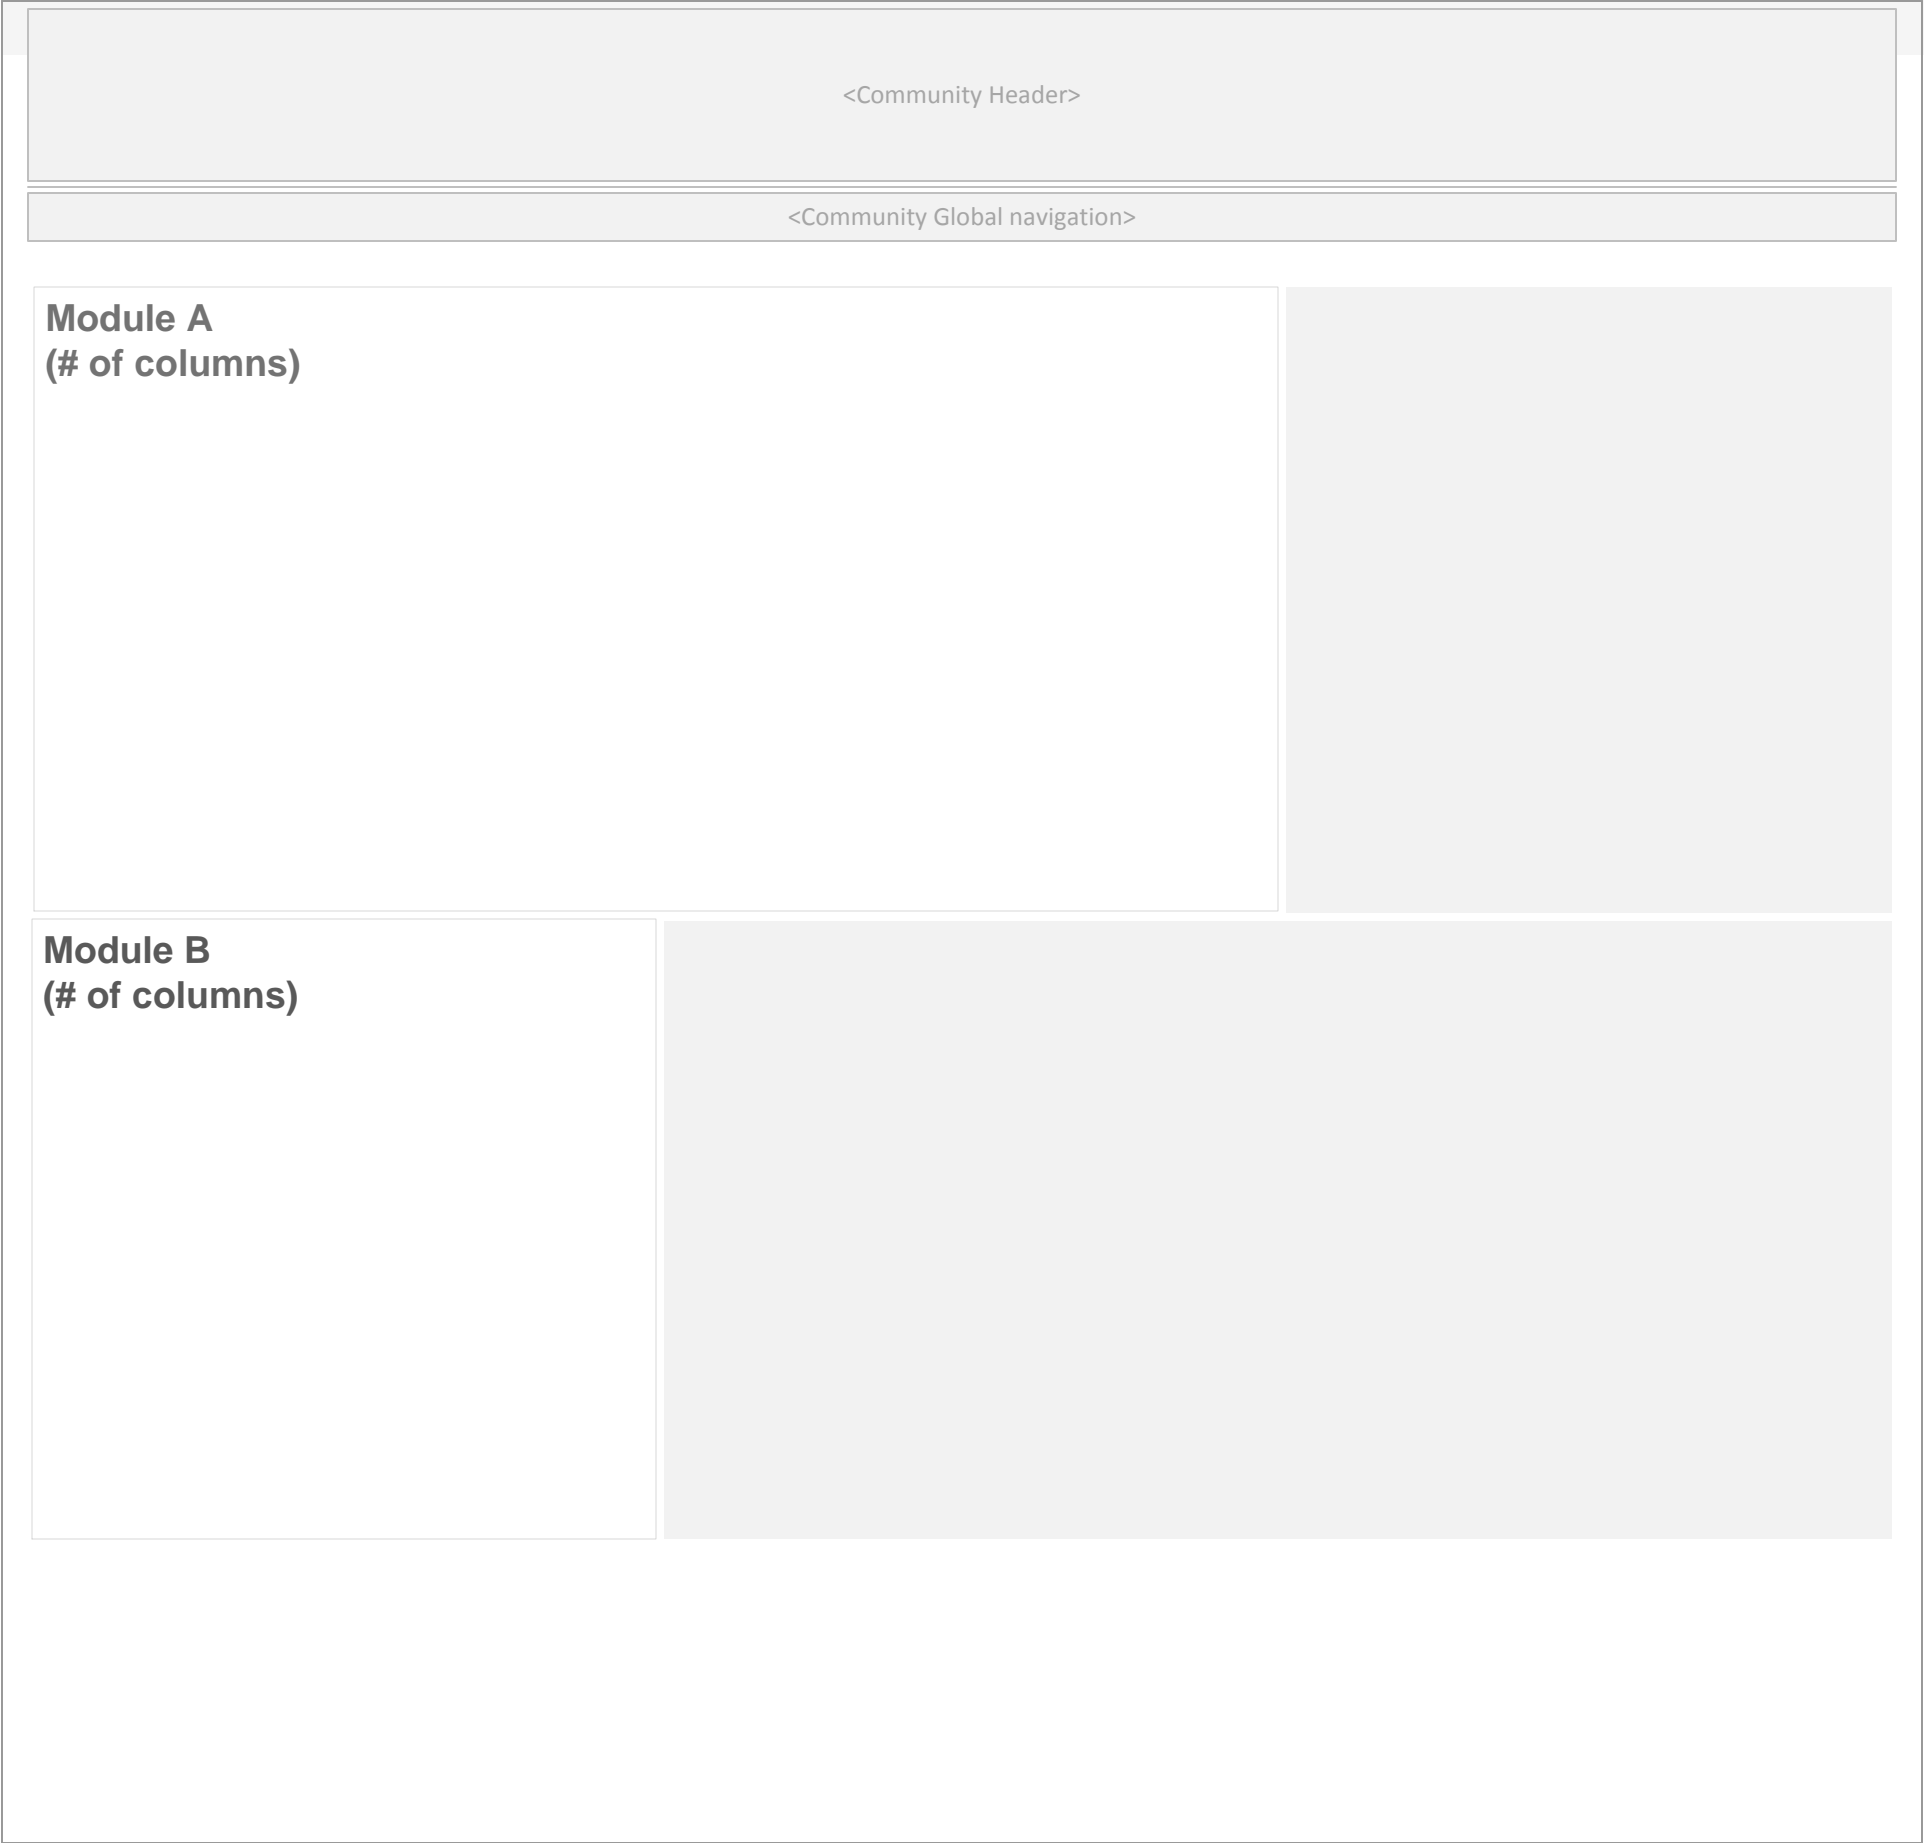 <Community Header>
<Community Global navigation>
Module A
(# of columns)
Module B
(# of columns)